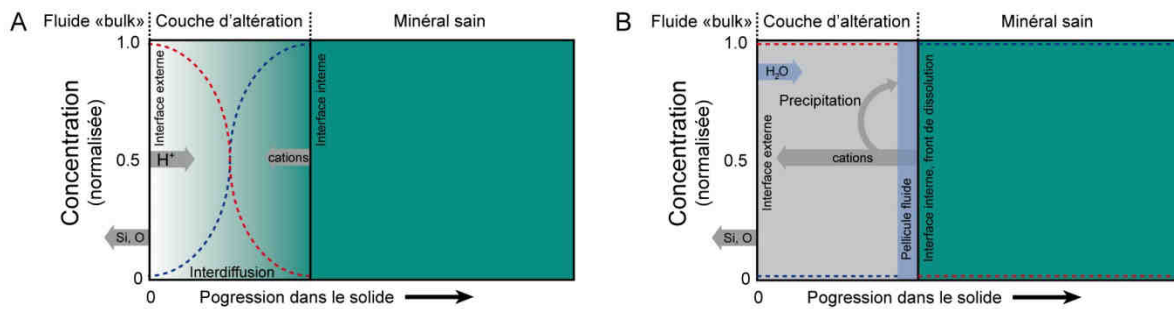 A
Fluide «bulk»
Couche d'altération
Minéral sain
1.0
0.5
0
Concentration
(normalisée)
Interface externe
Interface interne
H⁺
cations
Si, O
Interdiffusion
0
Pogression dans le solide
B
Fluide «bulk»
Couche d'altération
Minéral sain
1.0
0.5
0
Concentration
(normalisée)
H₂O
Precipitation
Interface externe
cations
Pellicule fluide
Interface interne, front de dissolution
Si, O
0
Pogression dans le solide